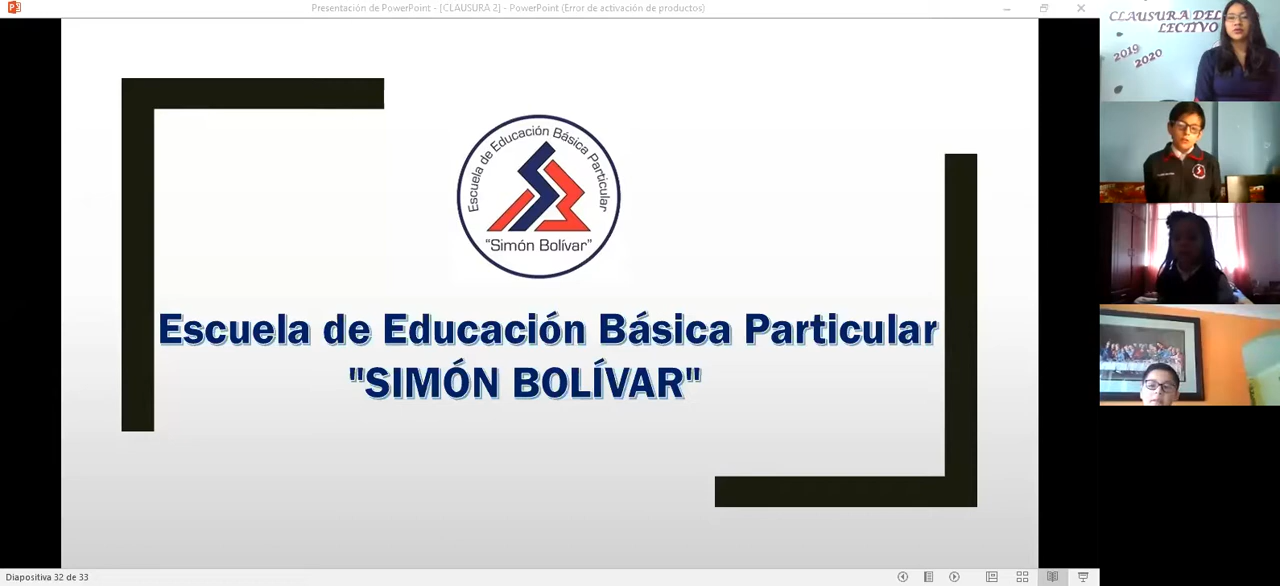 Presentación de PowerPoint - [CLAUSURA 2] - PowerPoint (Error de activación de productos)
CLAUSURA DEL
LECTIVO
2019
2020
Escuela de Educación Básica Particular
"Simón Bolívar"
Escuela de Educación Básica Particular
"SIMÓN BOLÍVAR"
Diapositiva 32 de 33